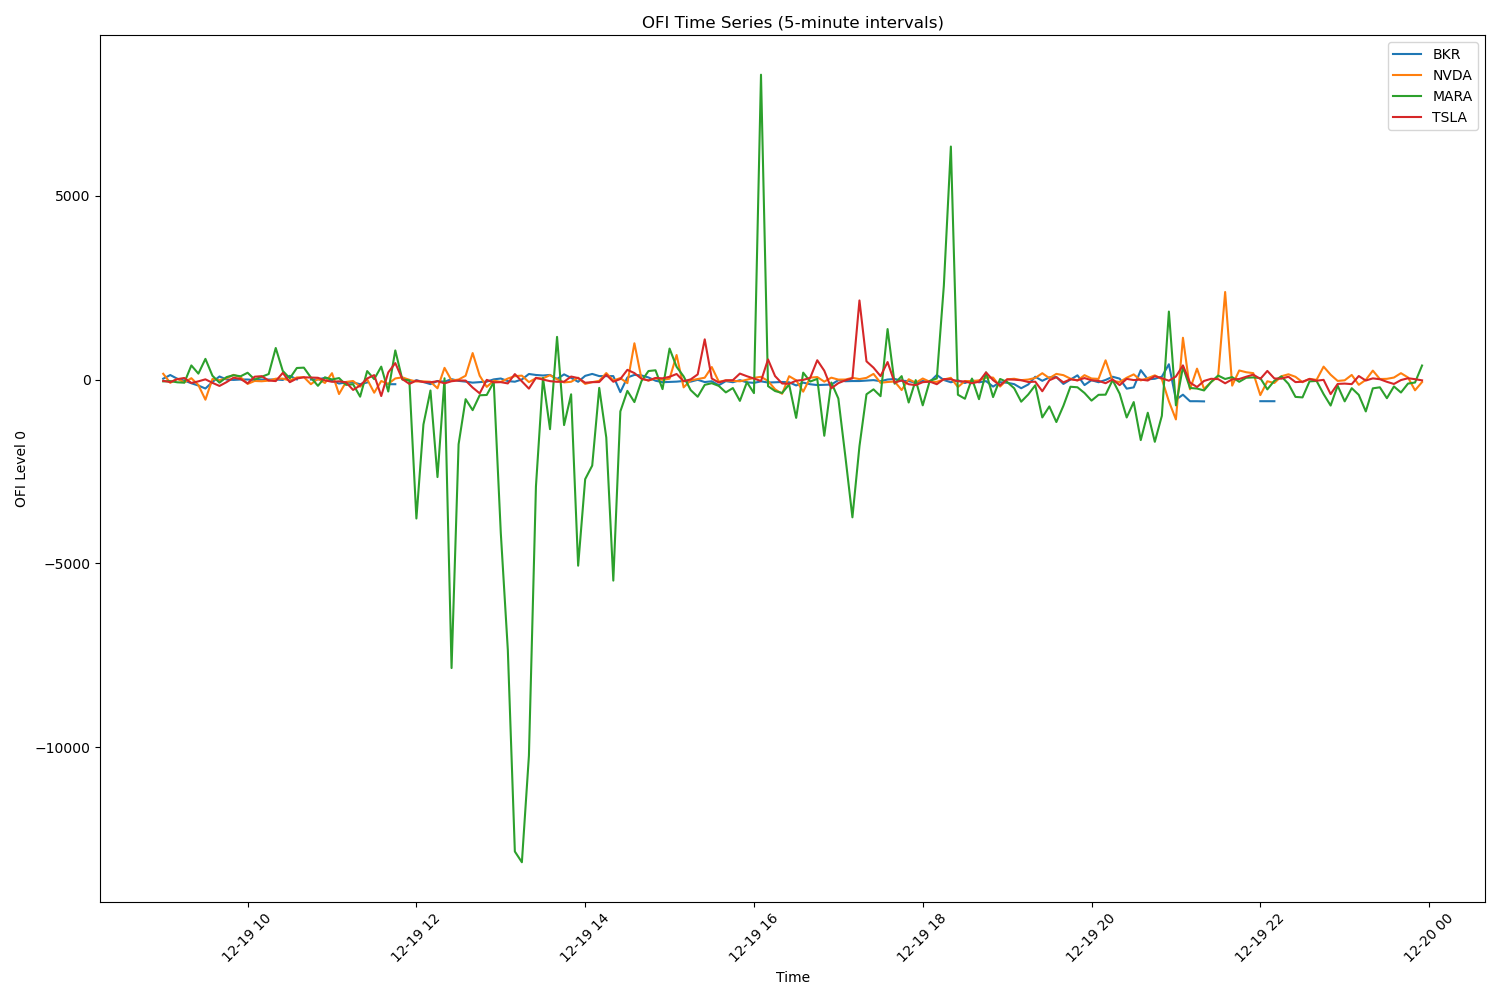 OFI Time Series (5-minute intervals)
BKR
NVDA
MARA
TSLA
5000
0
−5000
−10000
OFI Level 0
12-19 10
12-19 12
12-19 14
12-19 16
12-19 18
12-19 20
12-19 22
12-20 00
Time